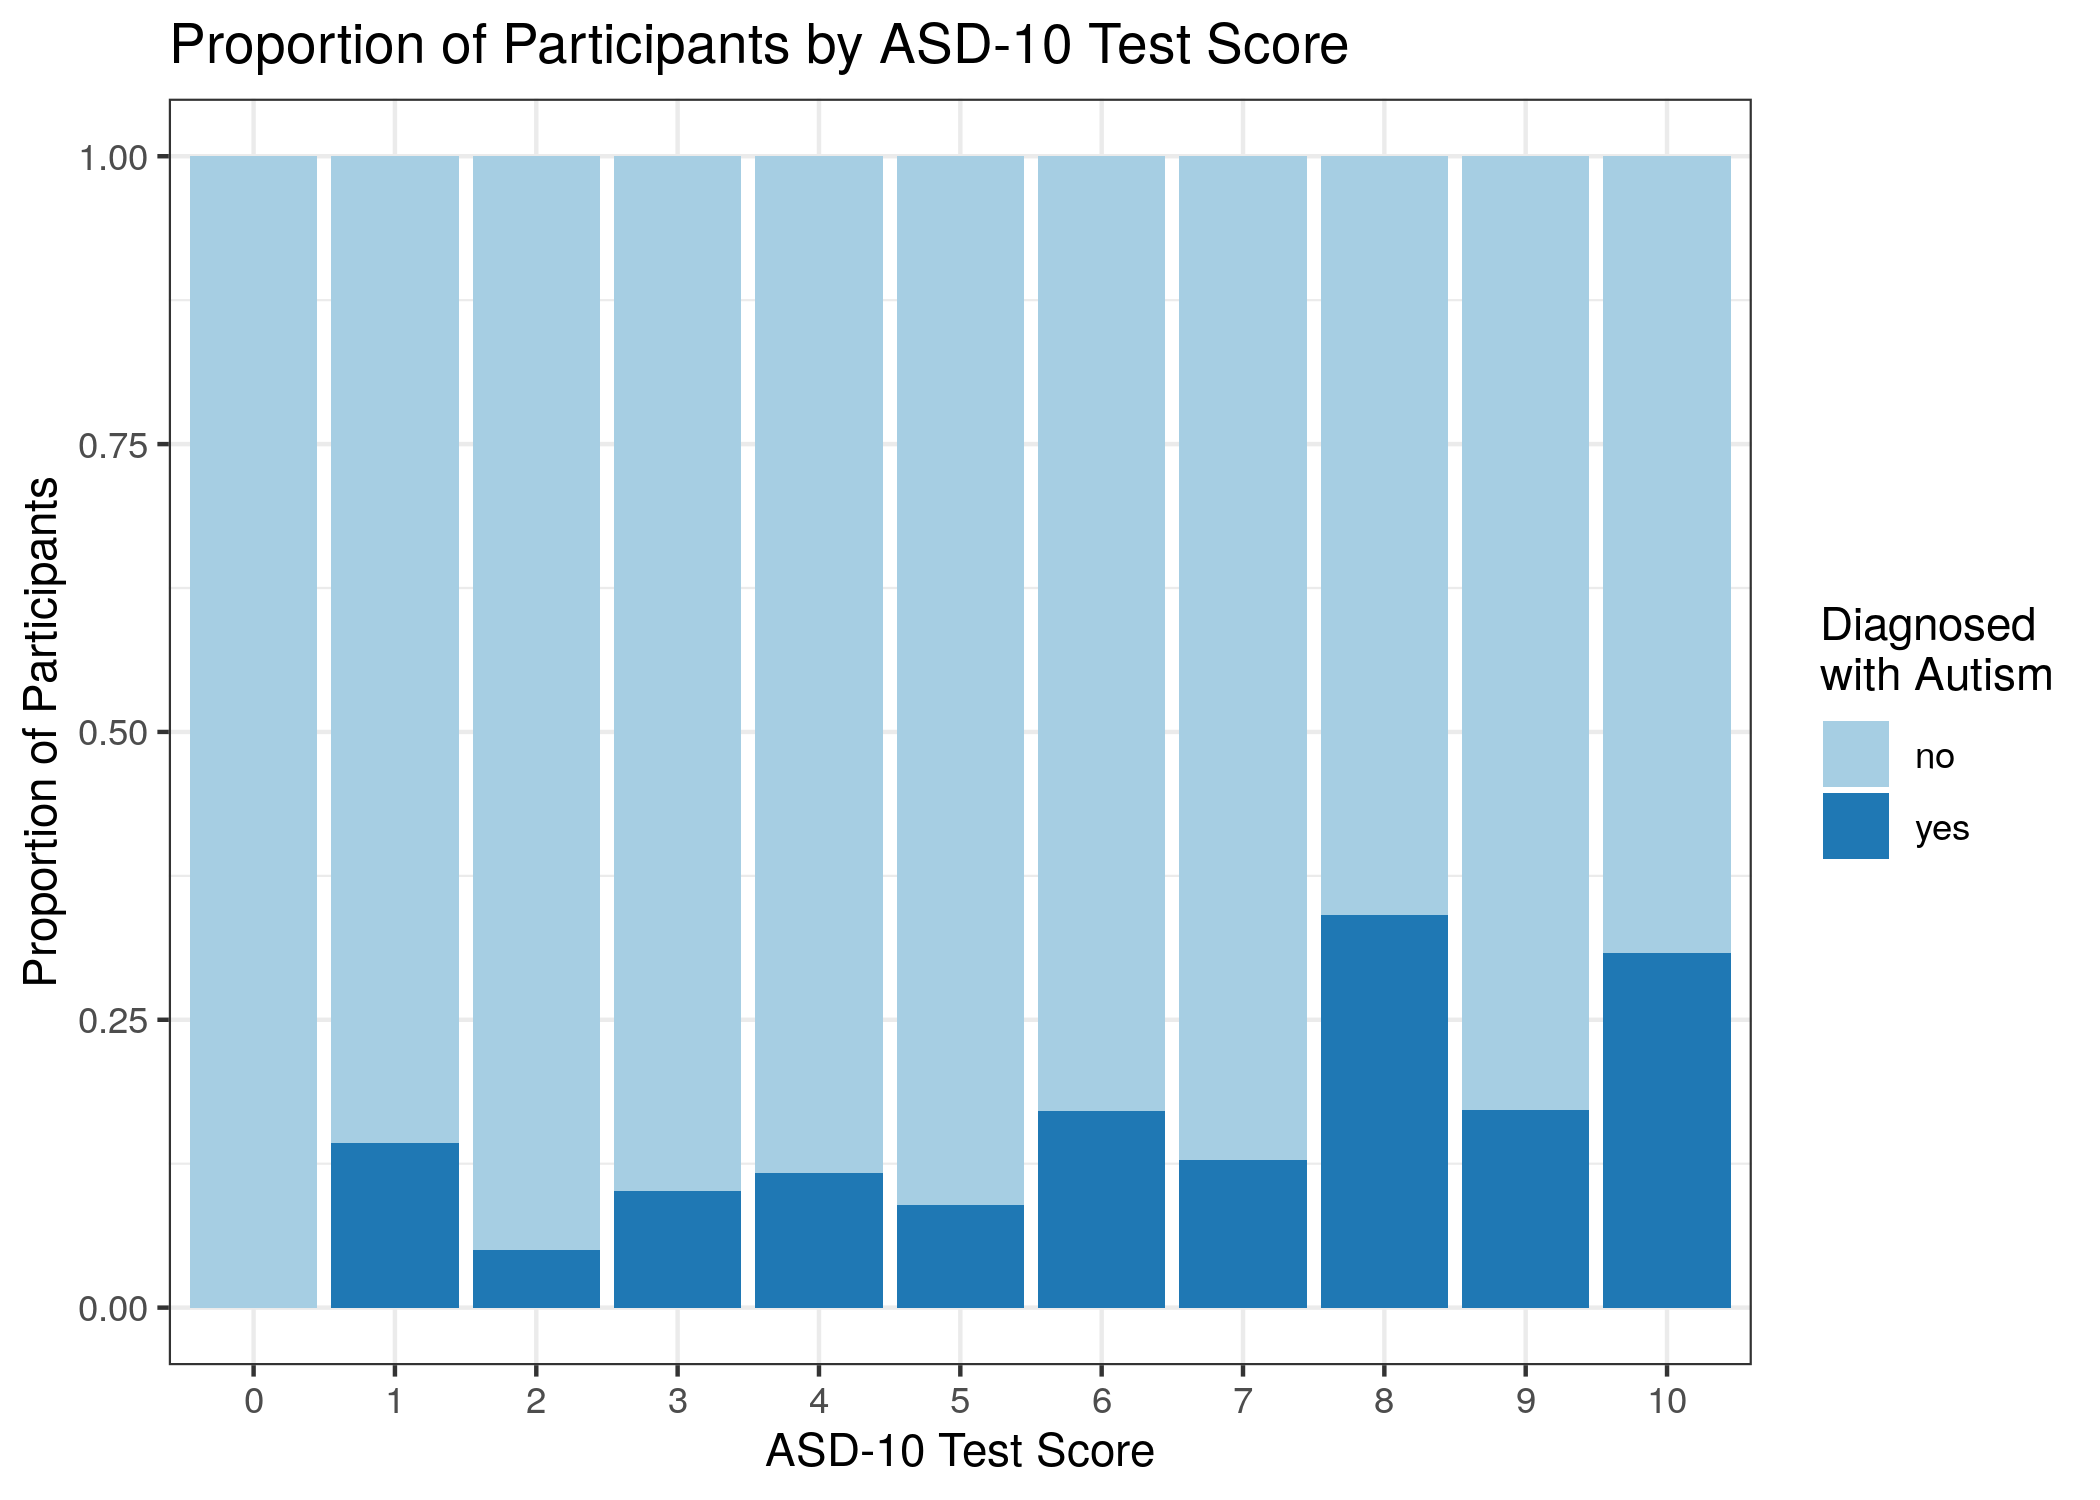 Proportion of Participants by ASD-10 Test Score
Proportion of Participants
1.00
0.75
0.50
0.25
0.00
0 1 2 3 4 5 6 7 8 9 10
ASD-10 Test Score
Diagnosed
with Autism
no
yes